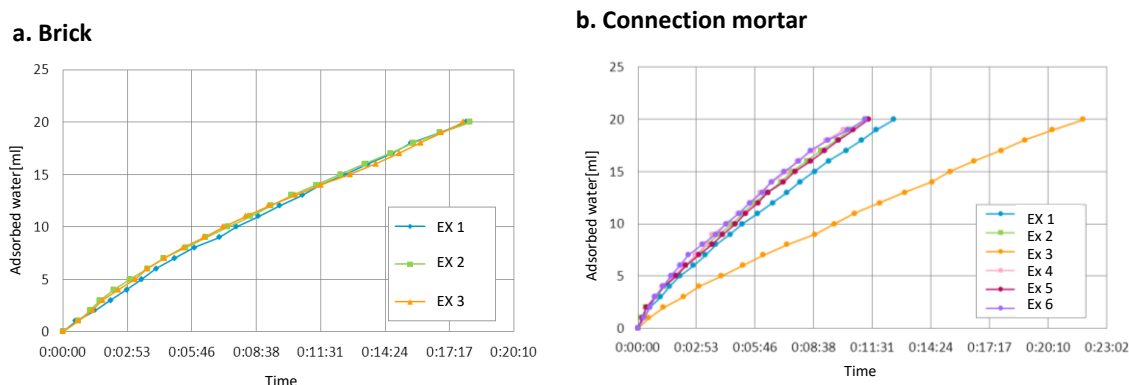 a. Brick
25
20
15
10
5
0
Adsorbed water[ml]
0:00:00 0:02:53 0:05:46 0:08:38 0:11:31 0:14:24 0:17:17 0:20:10
Time
EX 1
EX 2
EX 3
b. Connection mortar
25
20
15
10
5
0
Adsorbed water[ml]
0:00:00 0:02:53 0:05:46 0:08:38 0:11:31 0:14:24 0:17:17 0:20:10 0:23:02
Time
EX 1
Ex 2
Ex 3
Ex 4
Ex 5
Ex 6